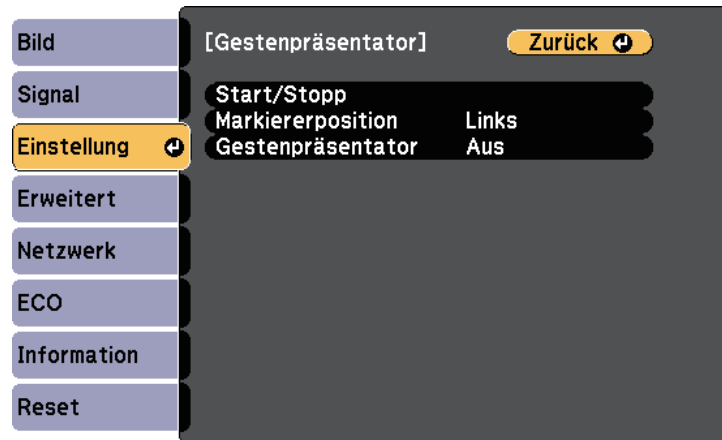 Bild
Signal
Einstellung
Erweitert
Netzwerk
ECO
Information
Reset
[Gestenpräsentator] Zurück
Start/Stopp
Markiererposition Links
Gestenpräsentator Aus